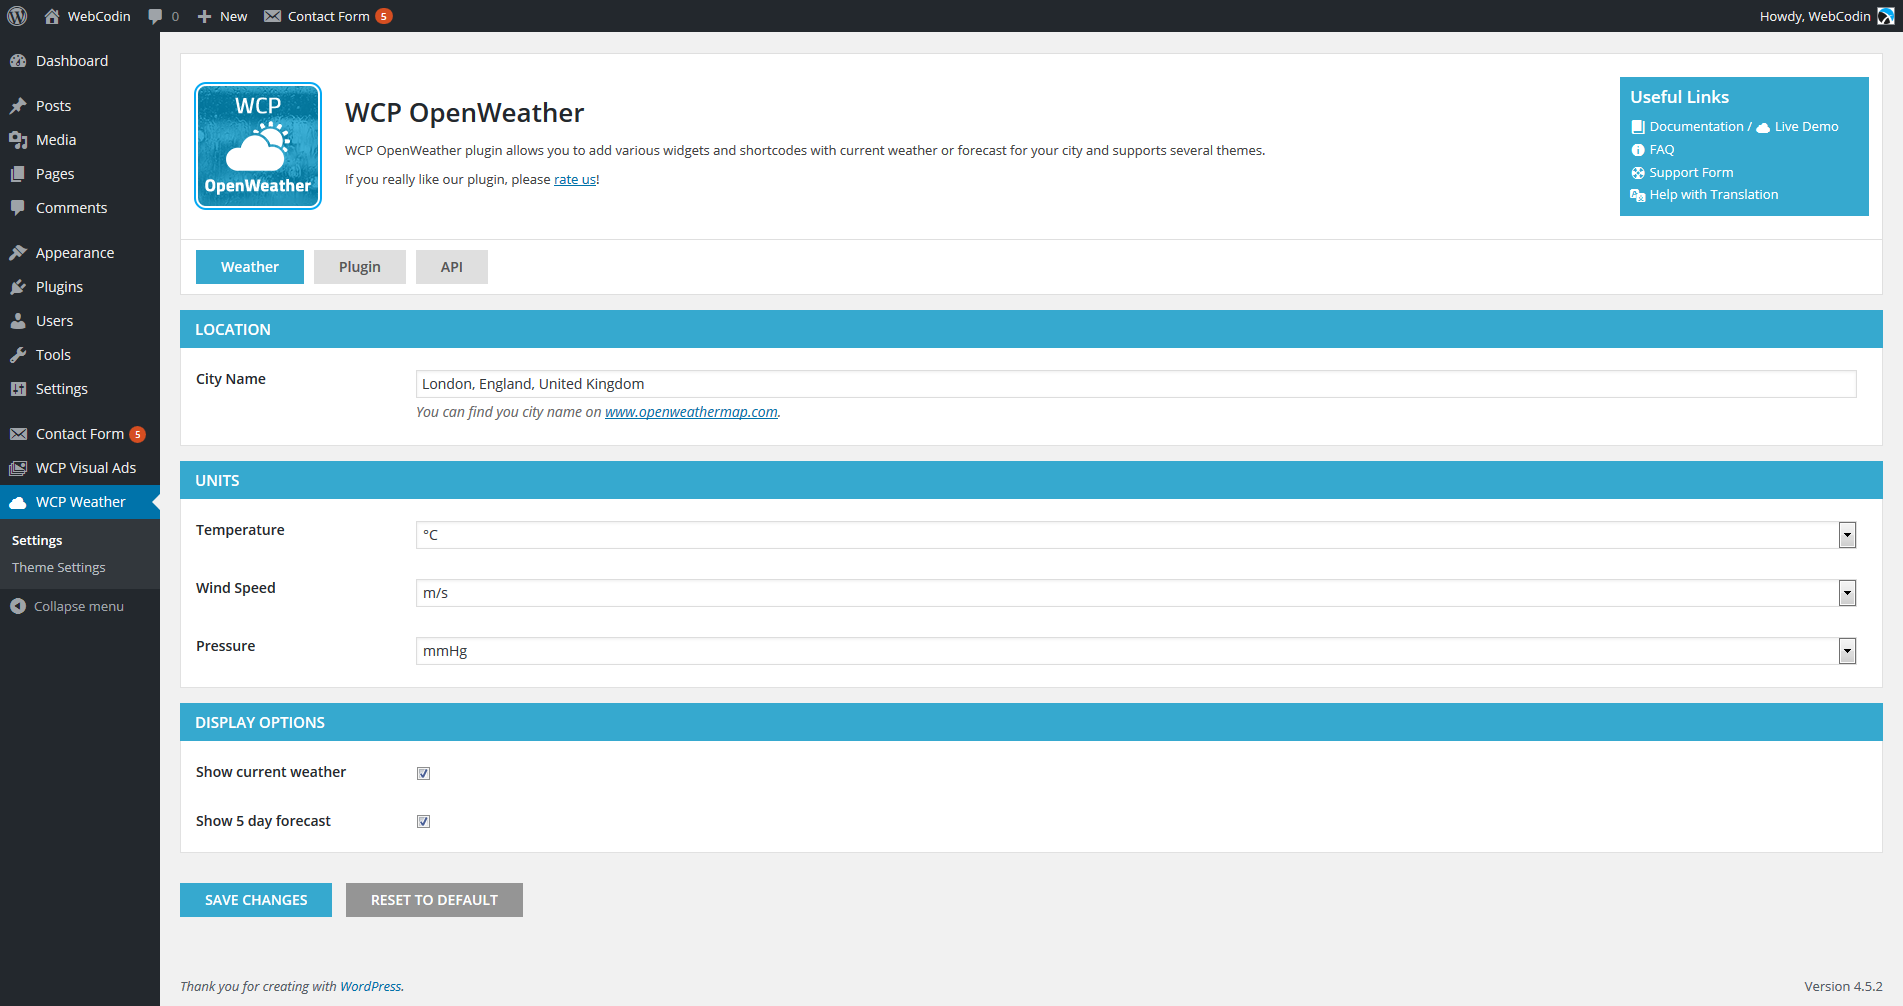 WebCodin 0 New Contact Form 5 Howdy, WebCodin
Dashboard
Posts
Media
Pages
Comments
Appearance
Plugins
Users
Tools
Settings
Contact Form 5
WCP Visual Ads
WCP Weather
Settings
Theme Settings
Collapse menu
WCP
OpenWeather
WCP OpenWeather
WCP OpenWeather plugin allows you to add various widgets and shortcodes with current weather or forecast for your city and supports several themes.
If you really like our plugin, please rate us!
Useful Links
Documentation / Live Demo
FAQ
Support Form
Help with Translation
Weather Plugin API
LOCATION
City Name London, England, United Kingdom
You can find you city name on www.openweathermap.com.
UNITS
Temperature °C
Wind Speed m/s
Pressure mmHg
DISPLAY OPTIONS
Show current weather
Show 5 day forecast
SAVE CHANGES RESET TO DEFAULT
Thank you for creating with WordPress. Version 4.5.2